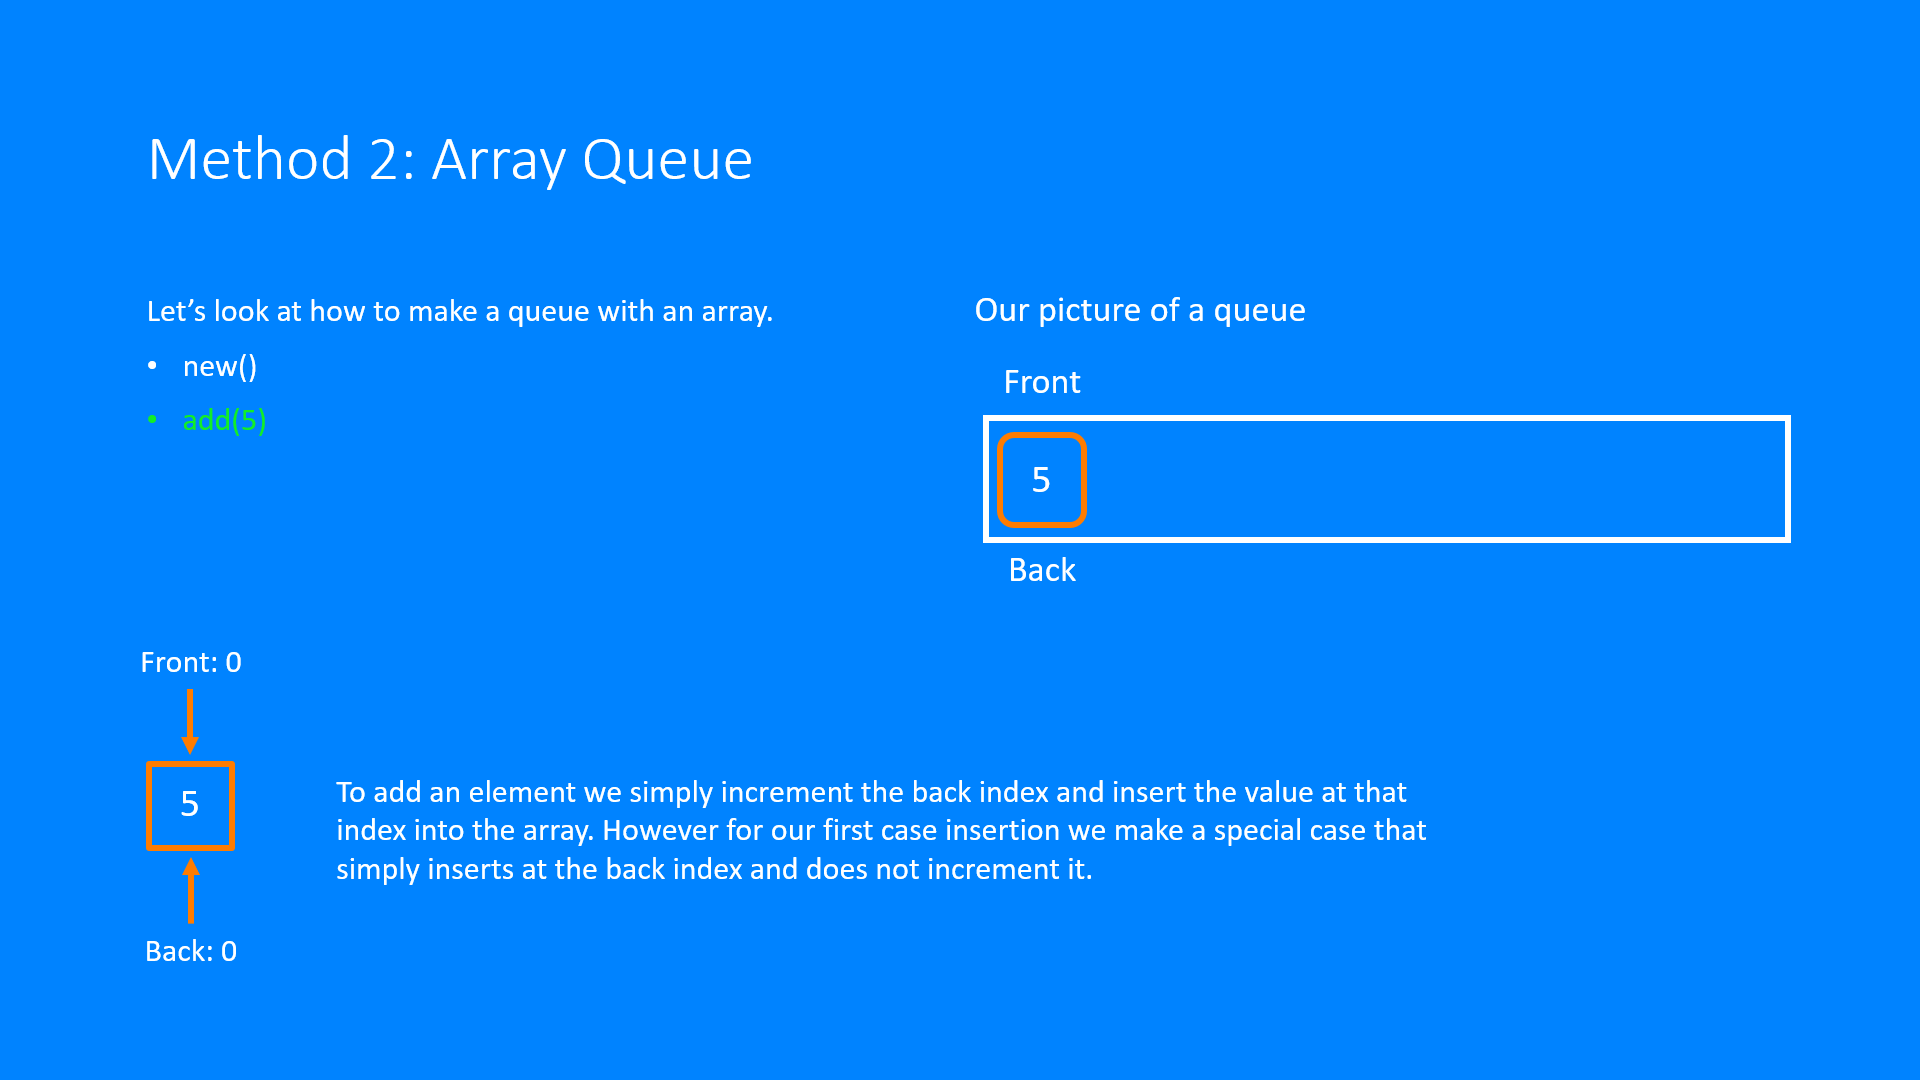 Method 2: Array Queue
Let’s look at how to make a queue with an array.
• new()
• add(5)
Our picture of a queue
Front
5
Back
Front: 0
5
Back: 0
To add an element we simply increment the back index and insert the value at that
index into the array. However for our first case insertion we make a special case that
simply inserts at the back index and does not increment it.